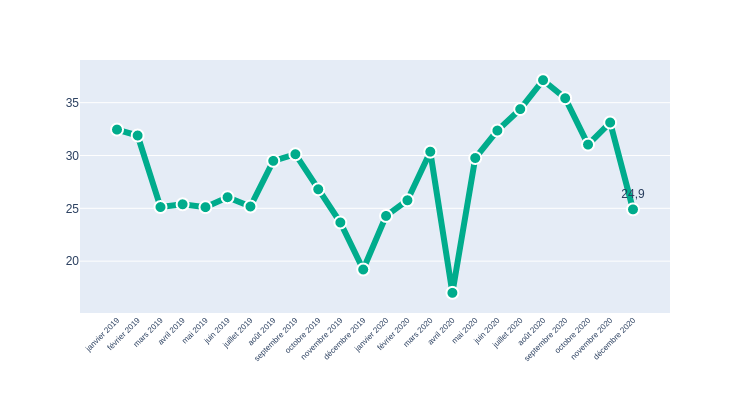 35
30
25
20
24,9
janvier 2019
février 2019
mars 2019
avril 2019
mai 2019
juin 2019
juillet 2019
août 2019
septembre 2019
octobre 2019
novembre 2019
décembre 2019
janvier 2020
février 2020
mars 2020
avril 2020
mai 2020
juin 2020
juillet 2020
août 2020
septembre 2020
octobre 2020
novembre 2020
décembre 2020